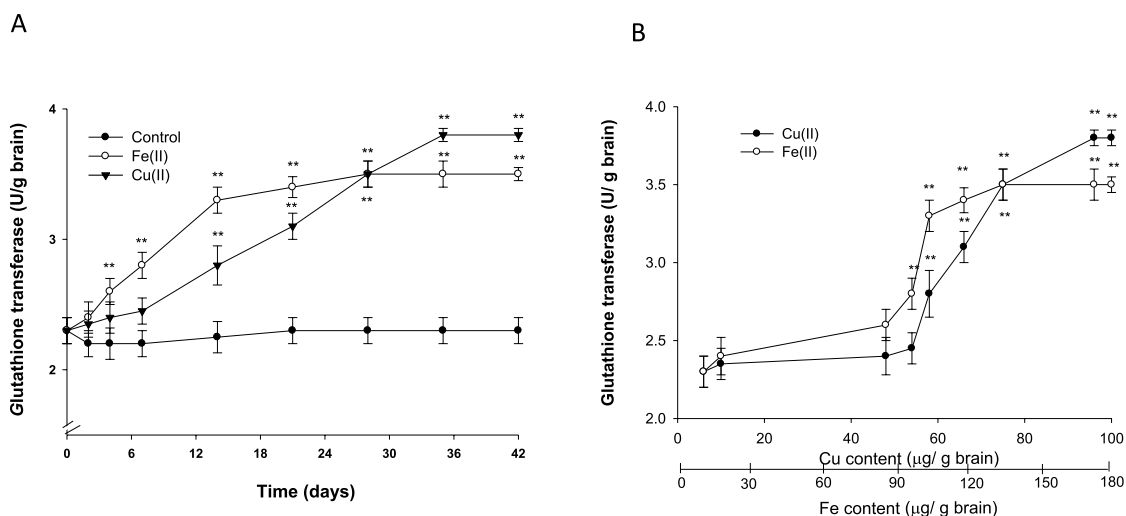 A
Glutathione transferase (U/g brain)
4
3
2
Control
Fe(II)
Cu(II)
** ** ** ** ** ** **
** ** ** ** **
0 6 12 18 24 30 36 42
Time (days)
B
Glutathione transferase (U/ g brain)
4.0
3.5
3.0
2.5
2.0
Cu(II)
Fe(II)
** ** ** ** ** **
** ** ** ** **
0 20 40 60 80 100
Cu content (µg/ g brain)
0 30 60 90 120 150 180
Fe content (µg/ g brain)